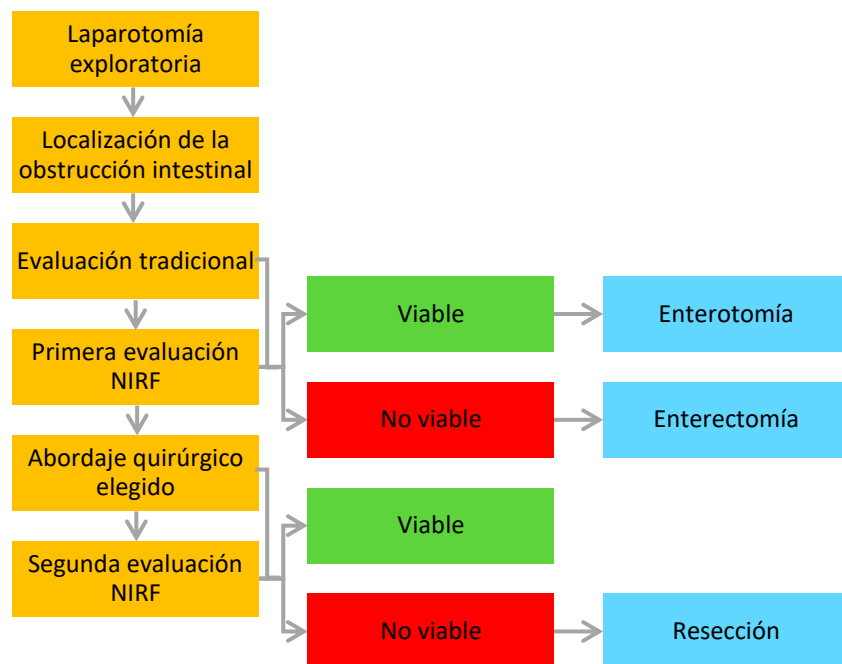 Laparotomía
exploratoria
Localización de la
obstrucción intestinal
Evaluación tradicional
Viable
Enterotomía
Primera evaluación
NIRF
No viable
Enterectomía
Abordaje quirúrgico
elegido
Viable
Segunda evaluación
NIRF
No viable
Resección